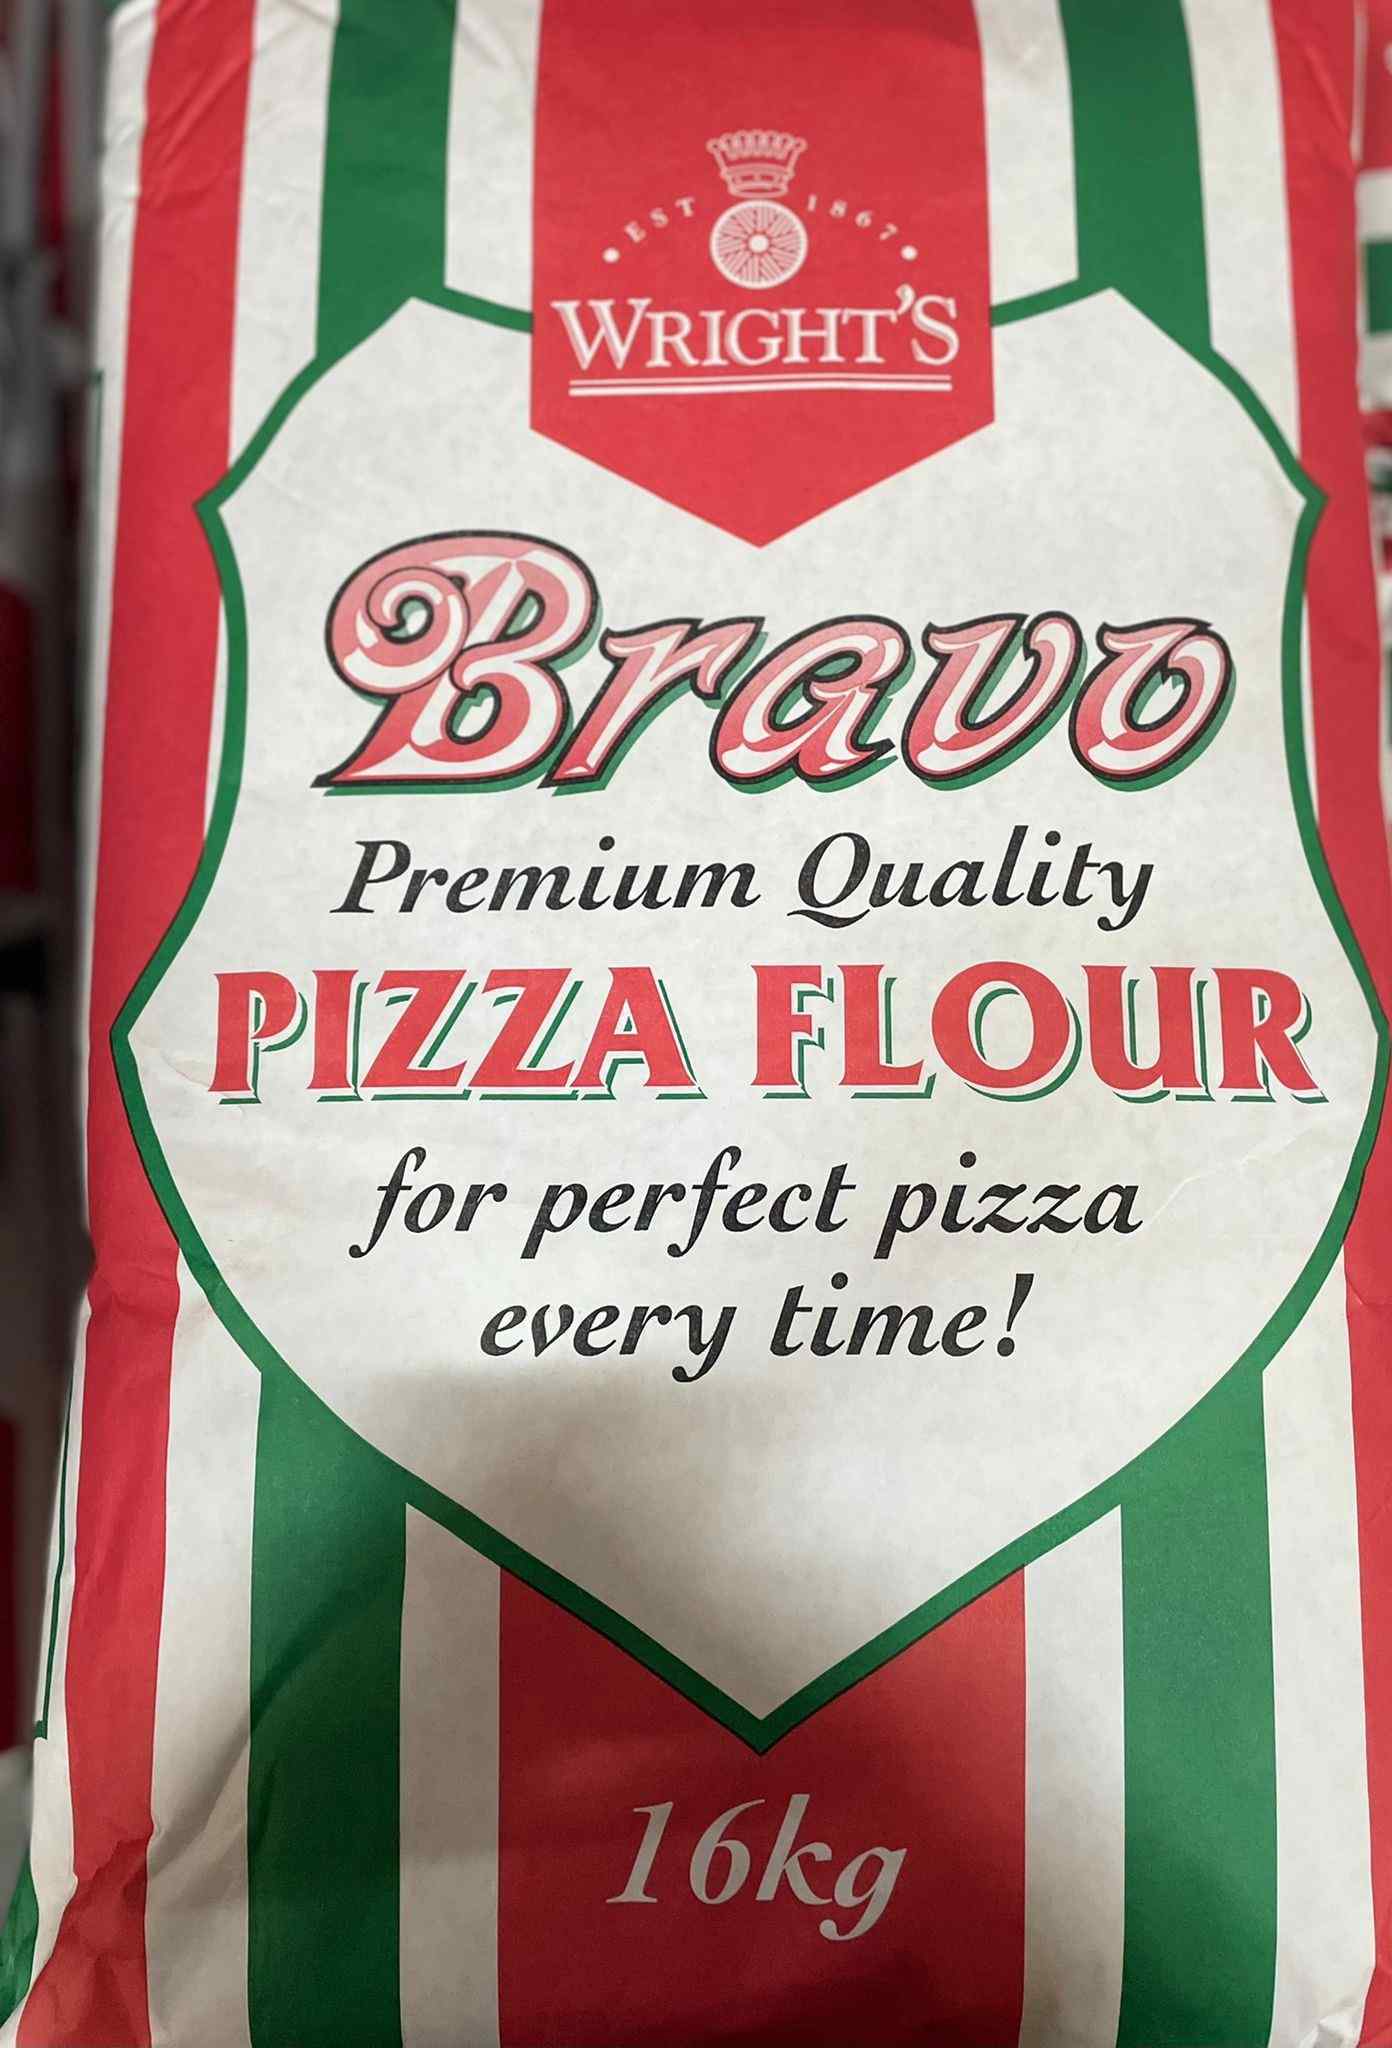 EST 1867
WRIGHT'S
Bravo
Premium Quality
PIZZA FLOUR
for perfect pizza
every time!
16kg